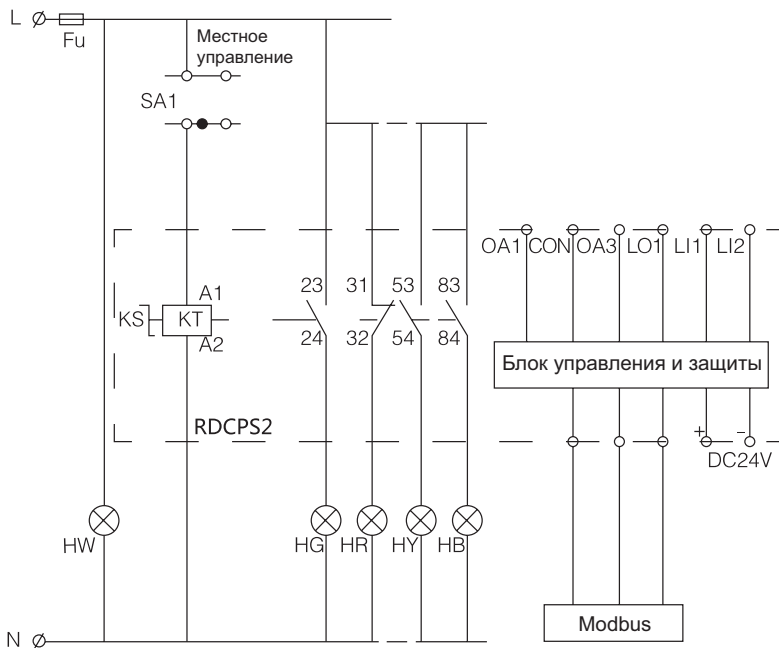 L
Fu
Местное
управление
SA1
OA1 CON OA3 LO1 LI1 LI2
23 31 53 83
A1
KS KT
A2
24 32 54 84
Блок управления и защиты
RDCPS2
+ −
DC24V
HW HG HR HY HB
Modbus
N